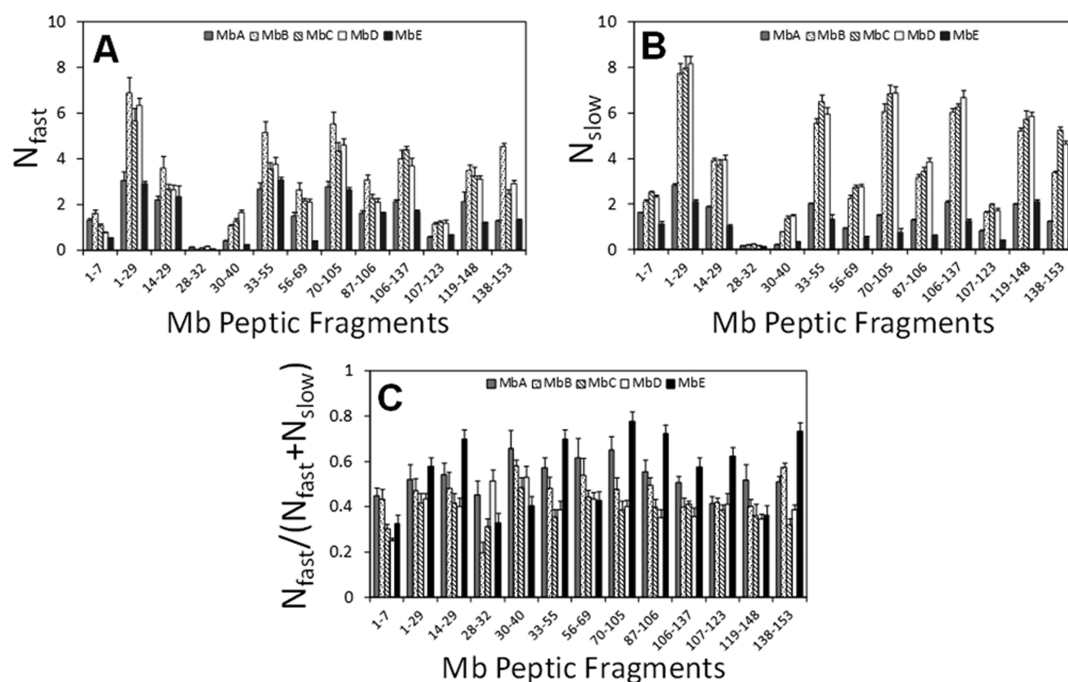 A
MbA MbB MbC MbD MbE
N_fast
10
8
6
4
2
0
1-7 1-29 14-29 28-32 30-40 33-55 56-69 70-105 87-106 106-137 107-123 119-148 138-153
Mb Peptic Fragments
B
MbA MbB MbC MbD MbE
N_slow
10
8
6
4
2
0
1-7 1-29 14-29 28-32 30-40 33-55 56-69 70-105 87-106 106-137 107-123 119-148 138-153
Mb Peptic Fragments
C
MbA MbB MbC MbD MbE
N_fast/(N_fast+N_slow)
1
0.8
0.6
0.4
0.2
0
1-7 1-29 14-29 28-32 30-40 33-55 56-69 70-105 87-106 106-137 107-123 119-148 138-153
Mb Peptic Fragments